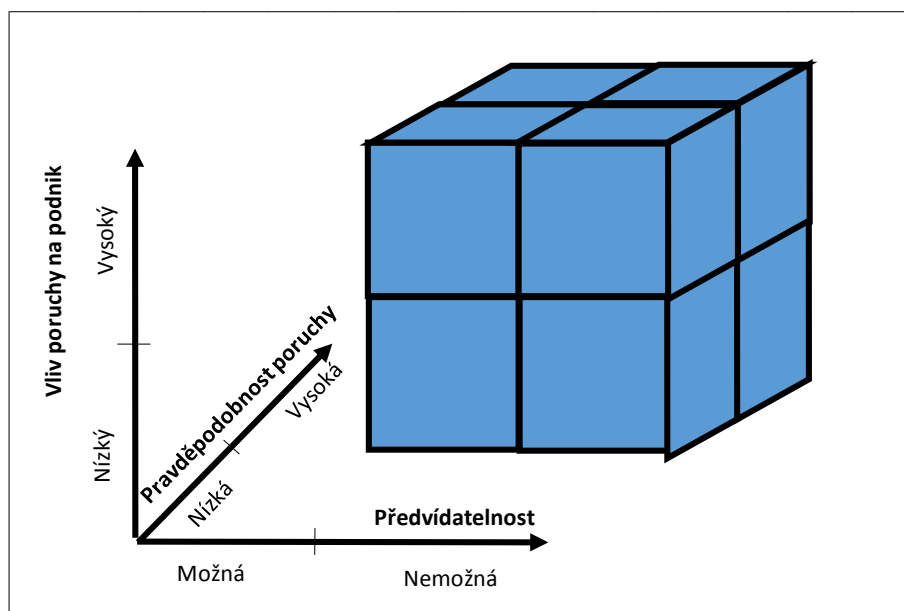 Vliv poruchy na podnik
Vysoký
Nízký
Pravděpodobnost poruchy
Vysoká
Nízká
Předvídatelnost
Možná
Nemožná